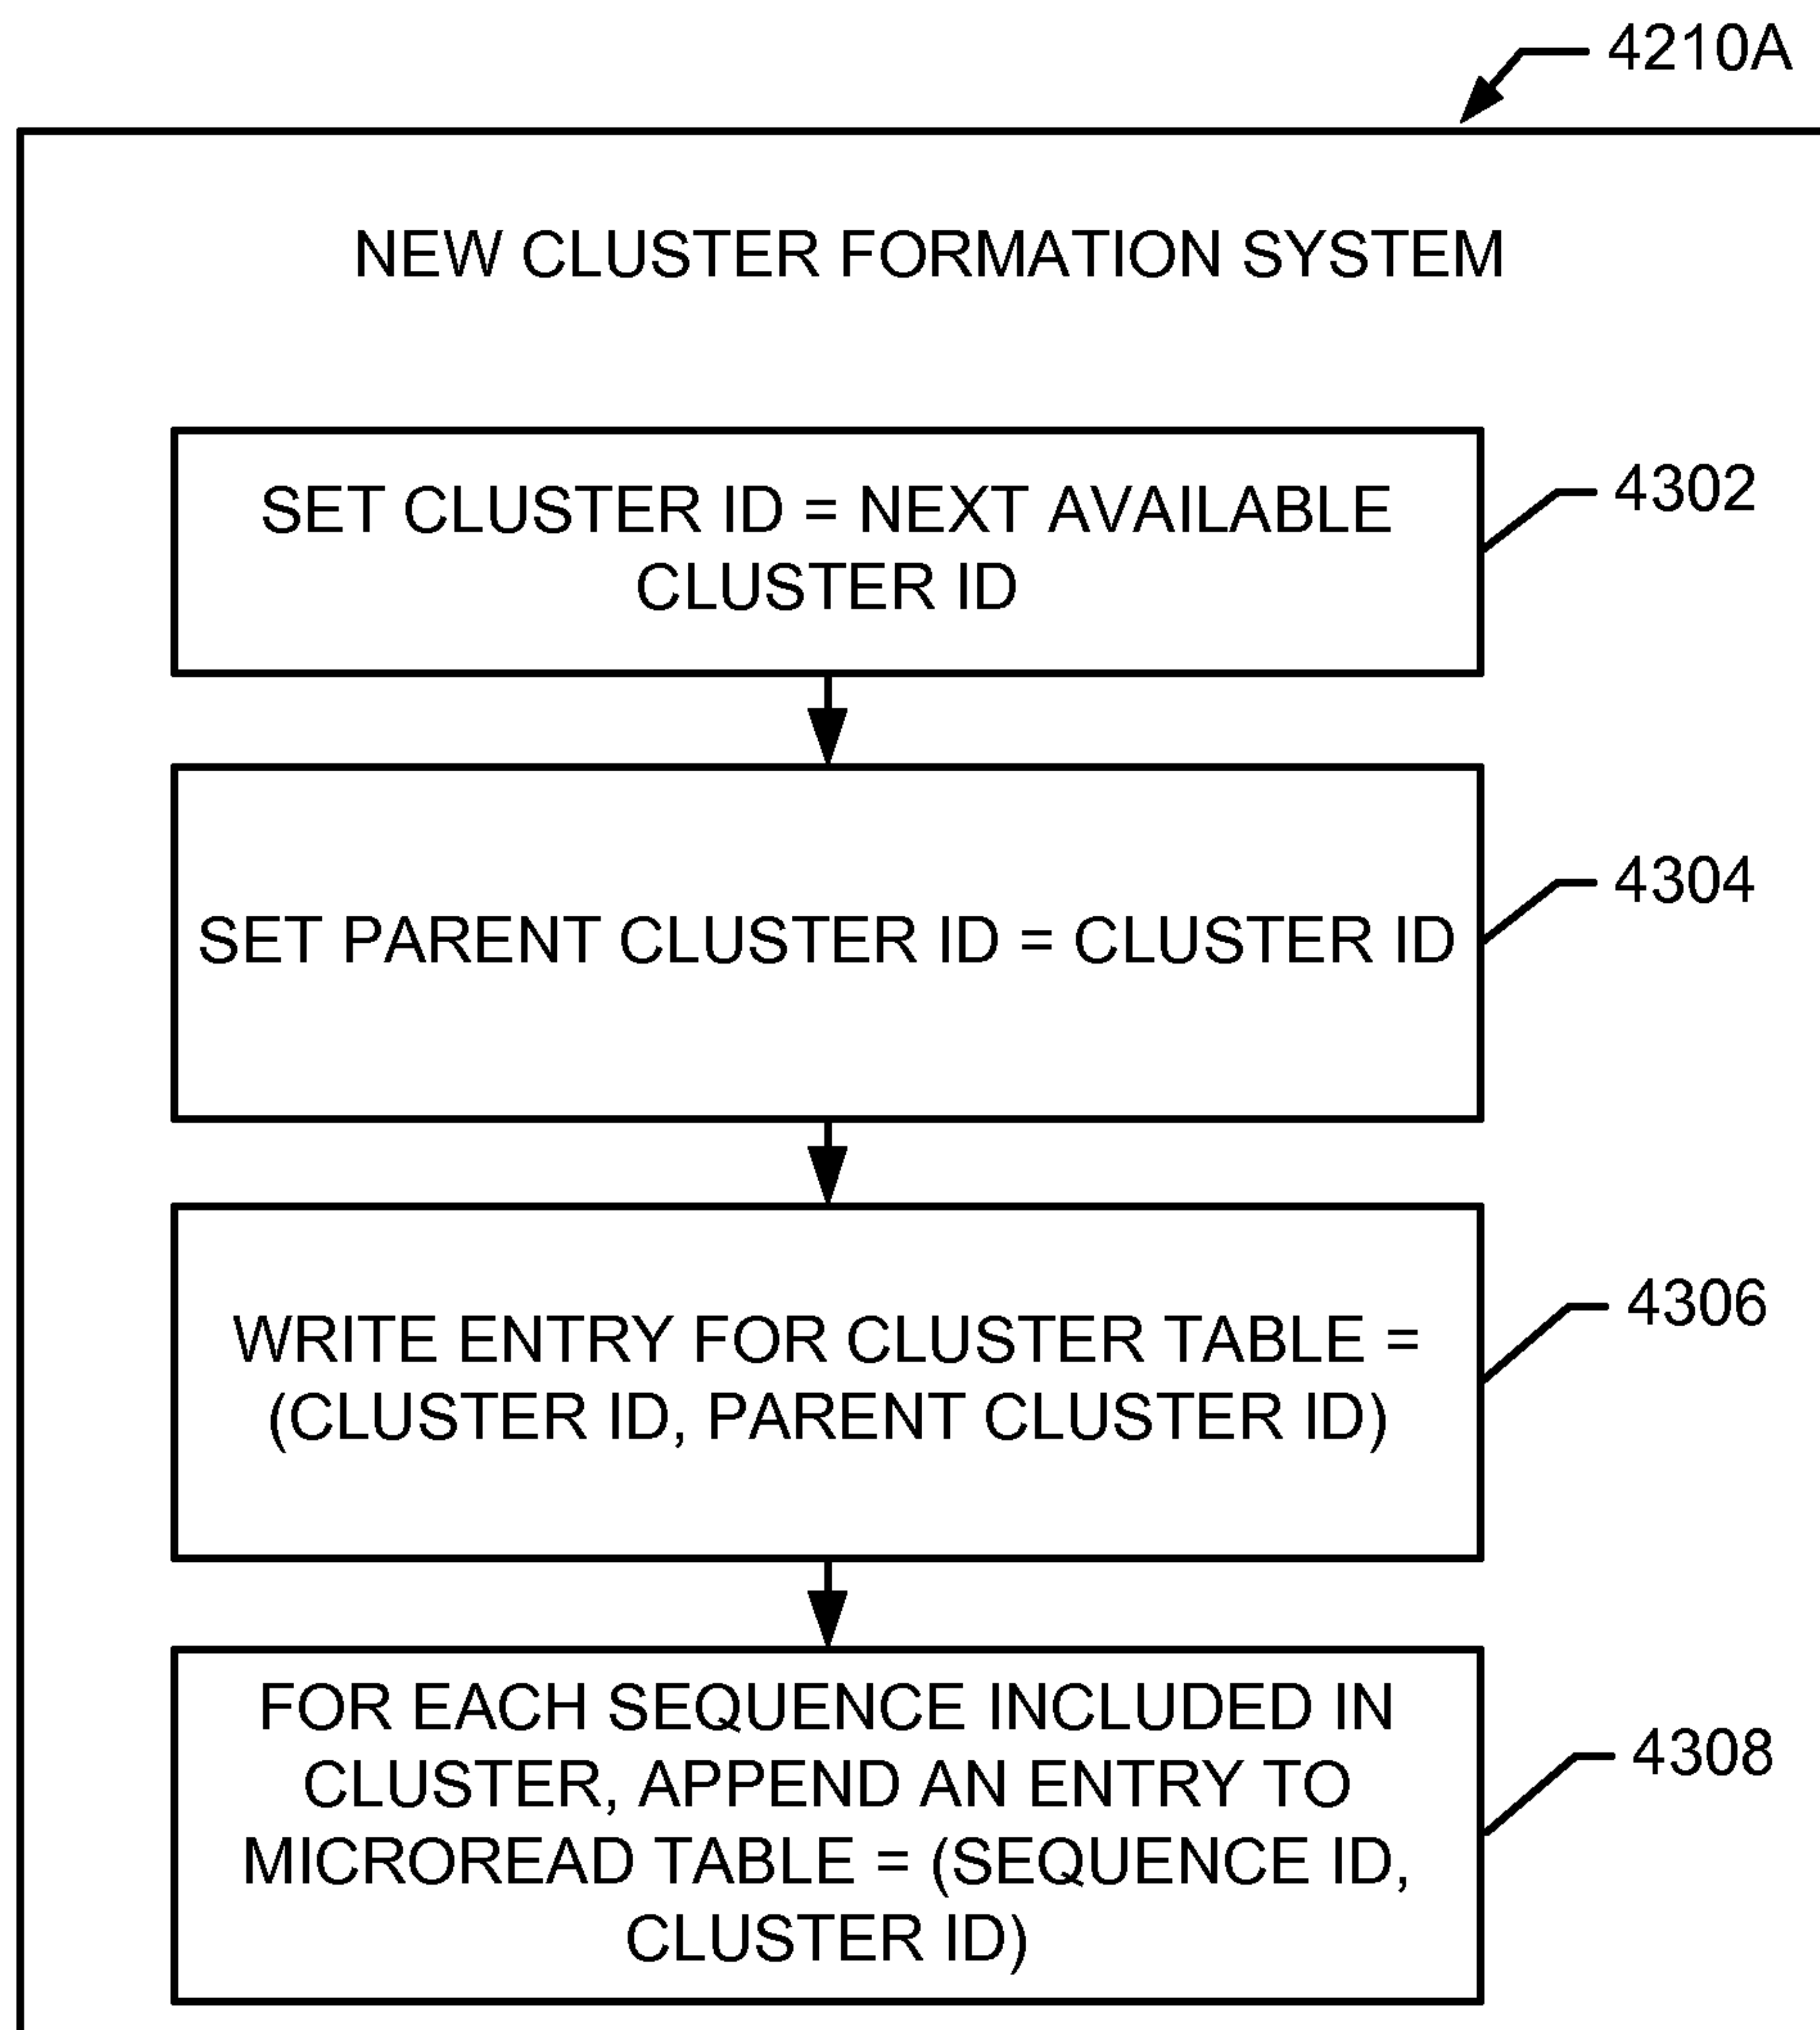 4210A
NEW CLUSTER FORMATION SYSTEM
SET CLUSTER ID = NEXT AVAILABLE
CLUSTER ID
4302
SET PARENT CLUSTER ID = CLUSTER ID
4304
WRITE ENTRY FOR CLUSTER TABLE =
(CLUSTER ID, PARENT CLUSTER ID)
4306
FOR EACH SEQUENCE INCLUDED IN
CLUSTER, APPEND AN ENTRY TO
MICROREAD TABLE = (SEQUENCE ID,
CLUSTER ID)
4308